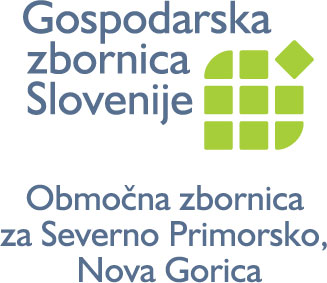 Gospodarska
zbornica
Slovenije
Območna zbornica
za Severno Primorsko,
Nova Gorica